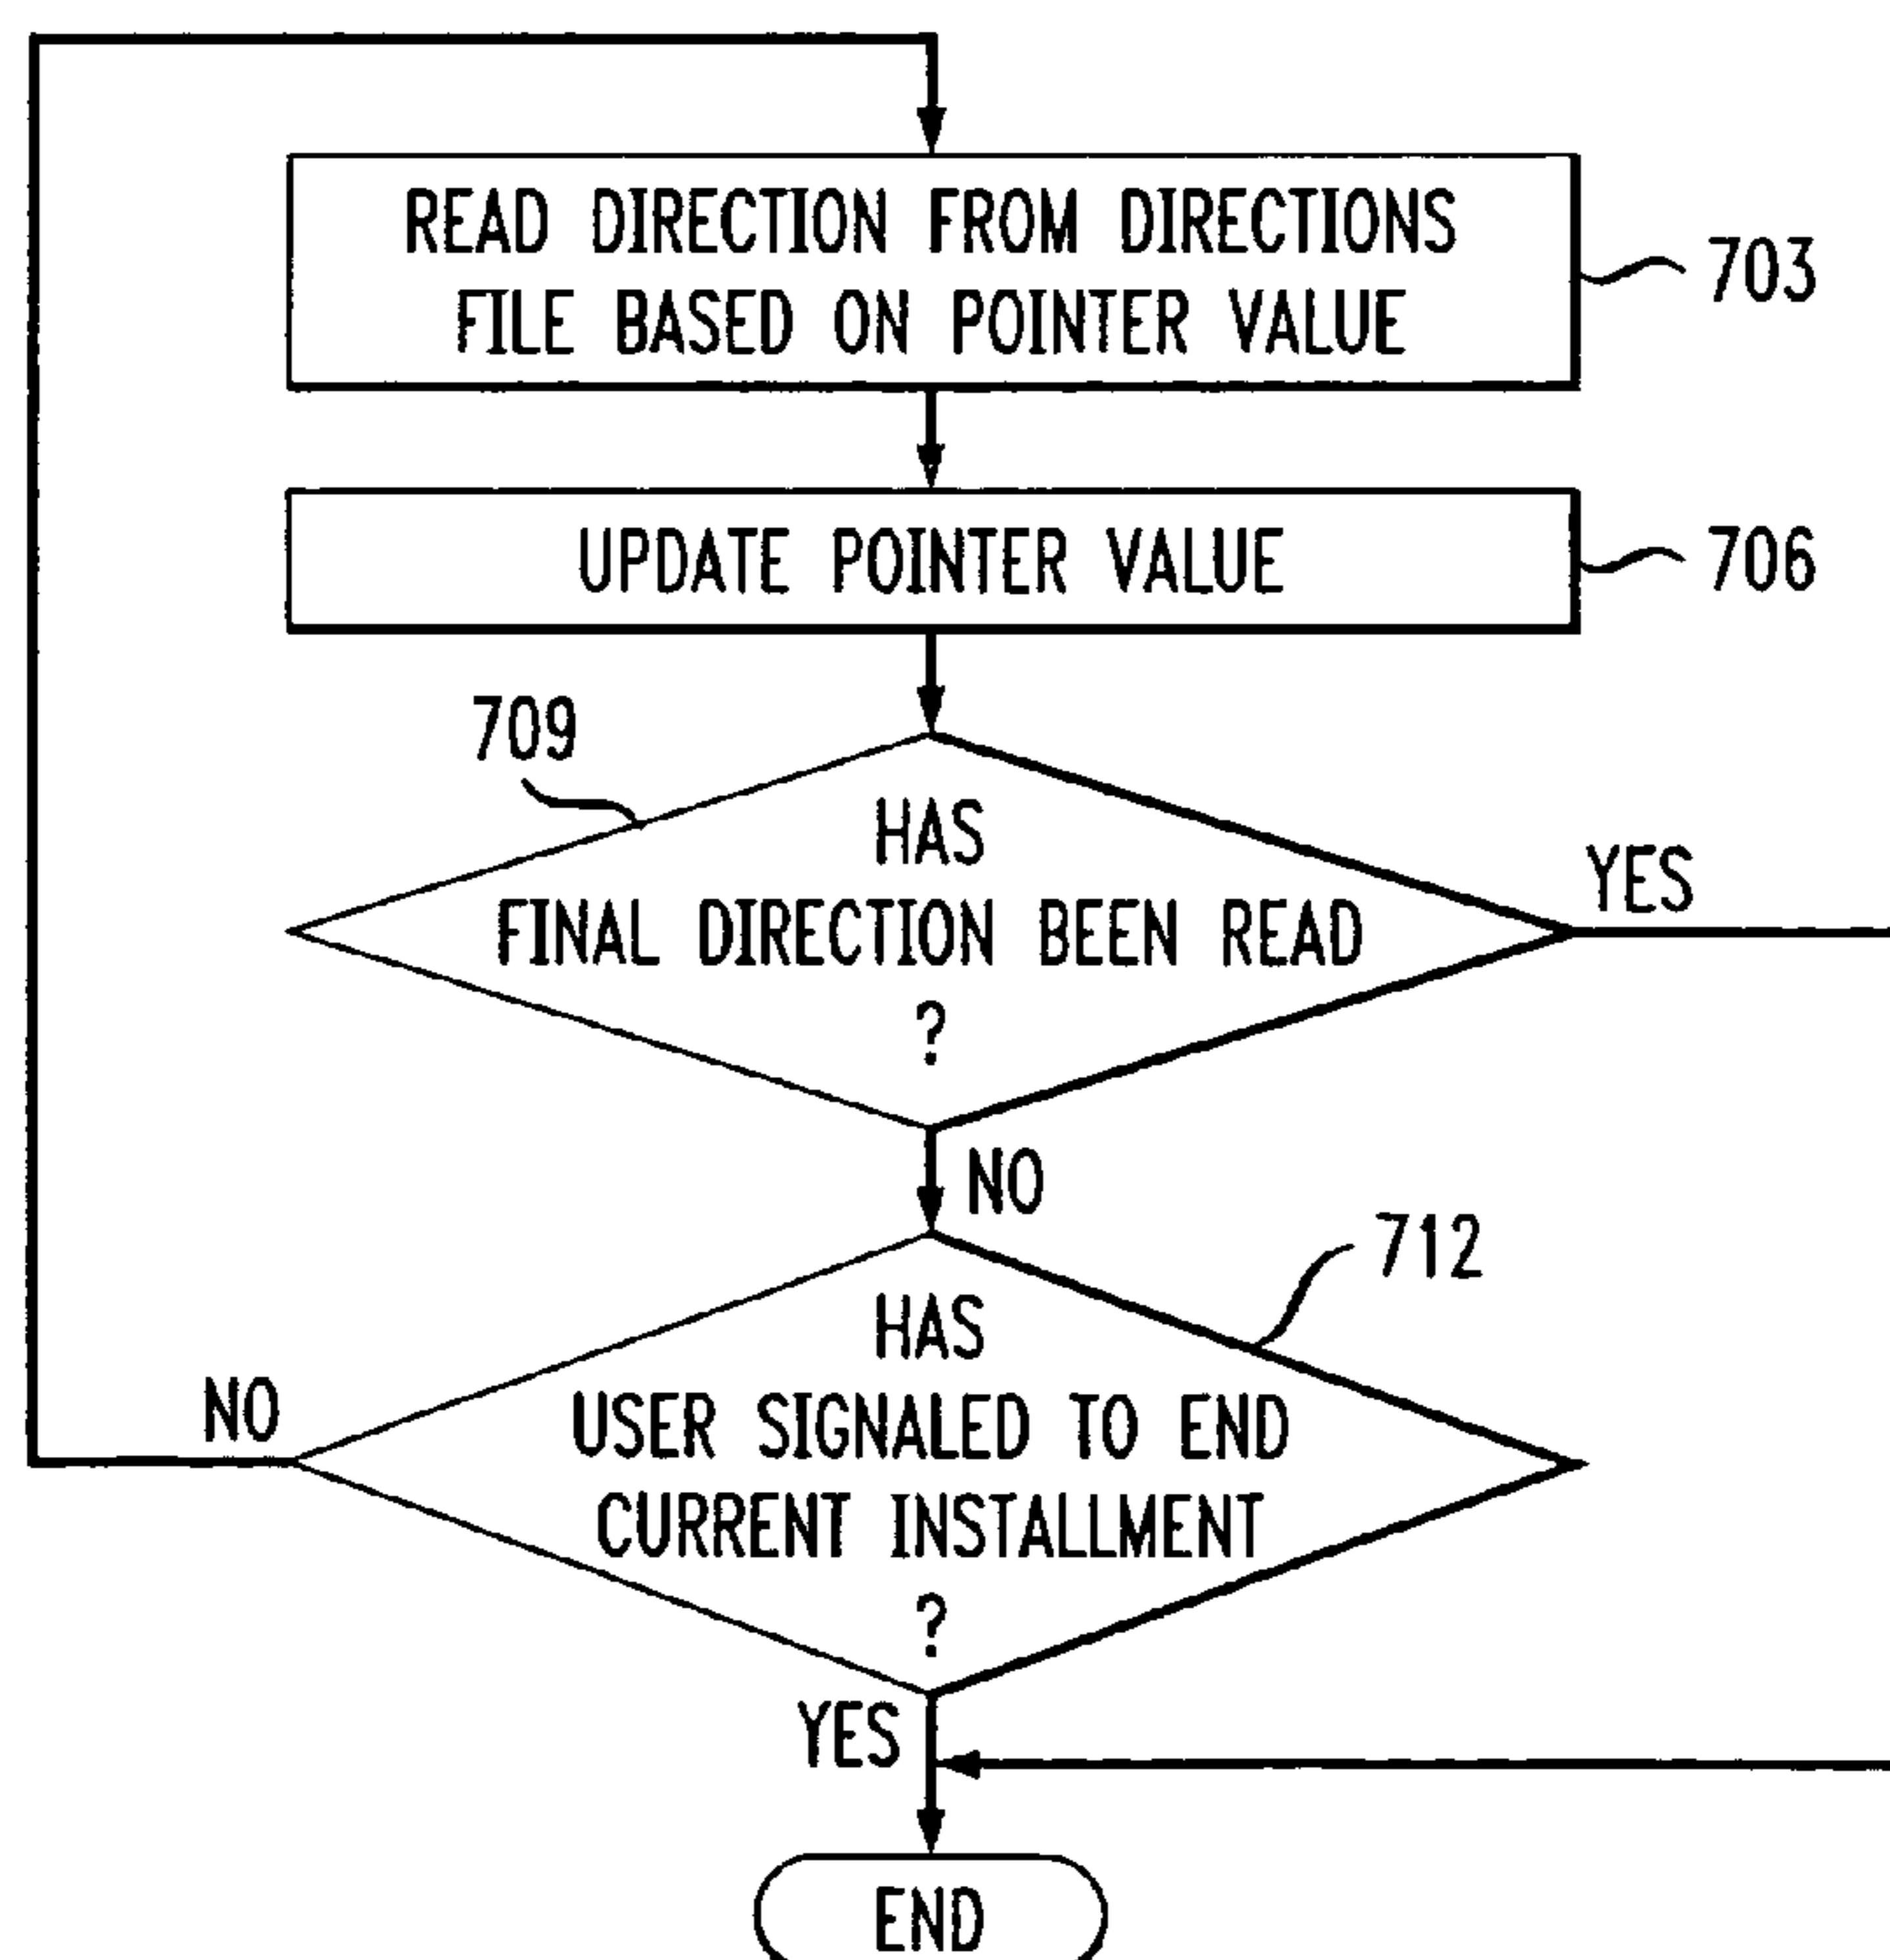 READ DIRECTION FROM DIRECTIONS
FILE BASED ON POINTER VALUE
703
UPDATE POINTER VALUE
706
709
HAS
FINAL DIRECTION BEEN READ
?
YES
NO
712
HAS
USER SIGNALED TO END
CURRENT INSTALLMENT
?
NO
YES
END